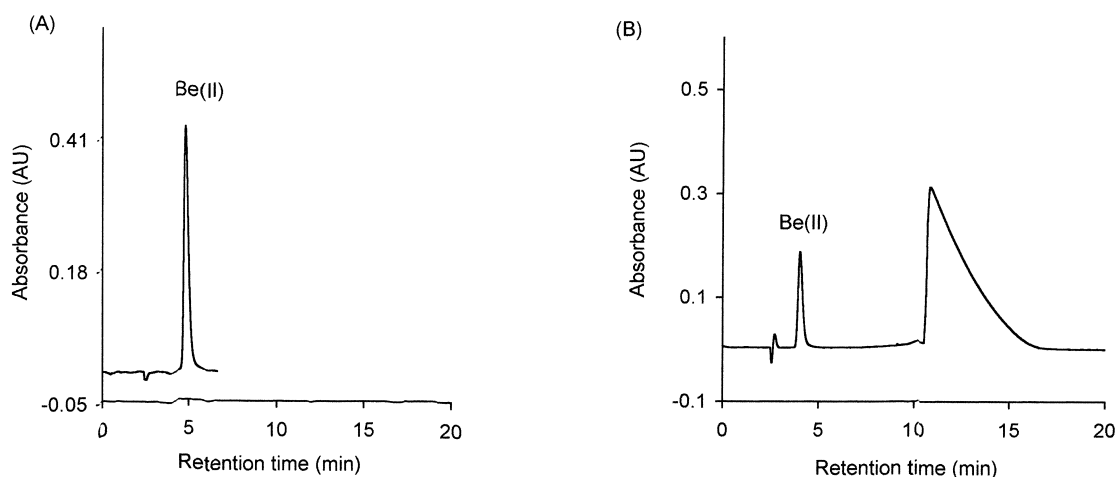 (A)
Be(II)
0.41
0.18
-0.05
Absorbance (AU)
0 5 10 15 20
Retention time (min)
(B)
0.5
0.3
Be(II)
0.1
-0.1
Absorbance (AU)
0 5 10 15 20
Retention time (min)